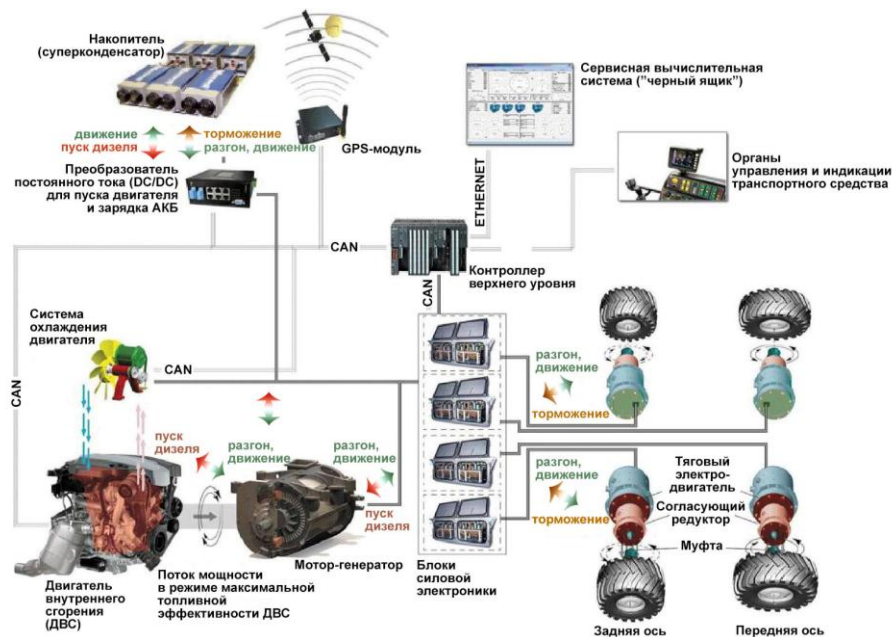 Накопитель
(суперконденсатор)
движение
пуск дизеля
торможение
разгон, движение
GPS-модуль
Преобразователь
постоянного тока (DC/DC)
для пуска двигателя
и зарядка АКБ
Сервисная вычислительная
система ("черный ящик")
ETHERNET
Органы
управления и индикации
транспортного средства
CAN
Контроллер
верхнего уровня
CAN
Система
охлаждения
двигателя
CAN
CAN
разгон,
движение
торможение
пуск
дизеля
разгон,
движение
разгон,
движение
пуск
дизеля
разгон,
движение
торможение
Тяговый
электро-
двигатель
Согласующий
редуктор
Муфта
Двигатель
внутреннего
сгорения
(ДВС)
Поток мощности
в режиме максимальной
топливной
эффективности ДВС
Мотор-генератор
Блоки
силовой
электроники
Задняя ось
Передняя ось